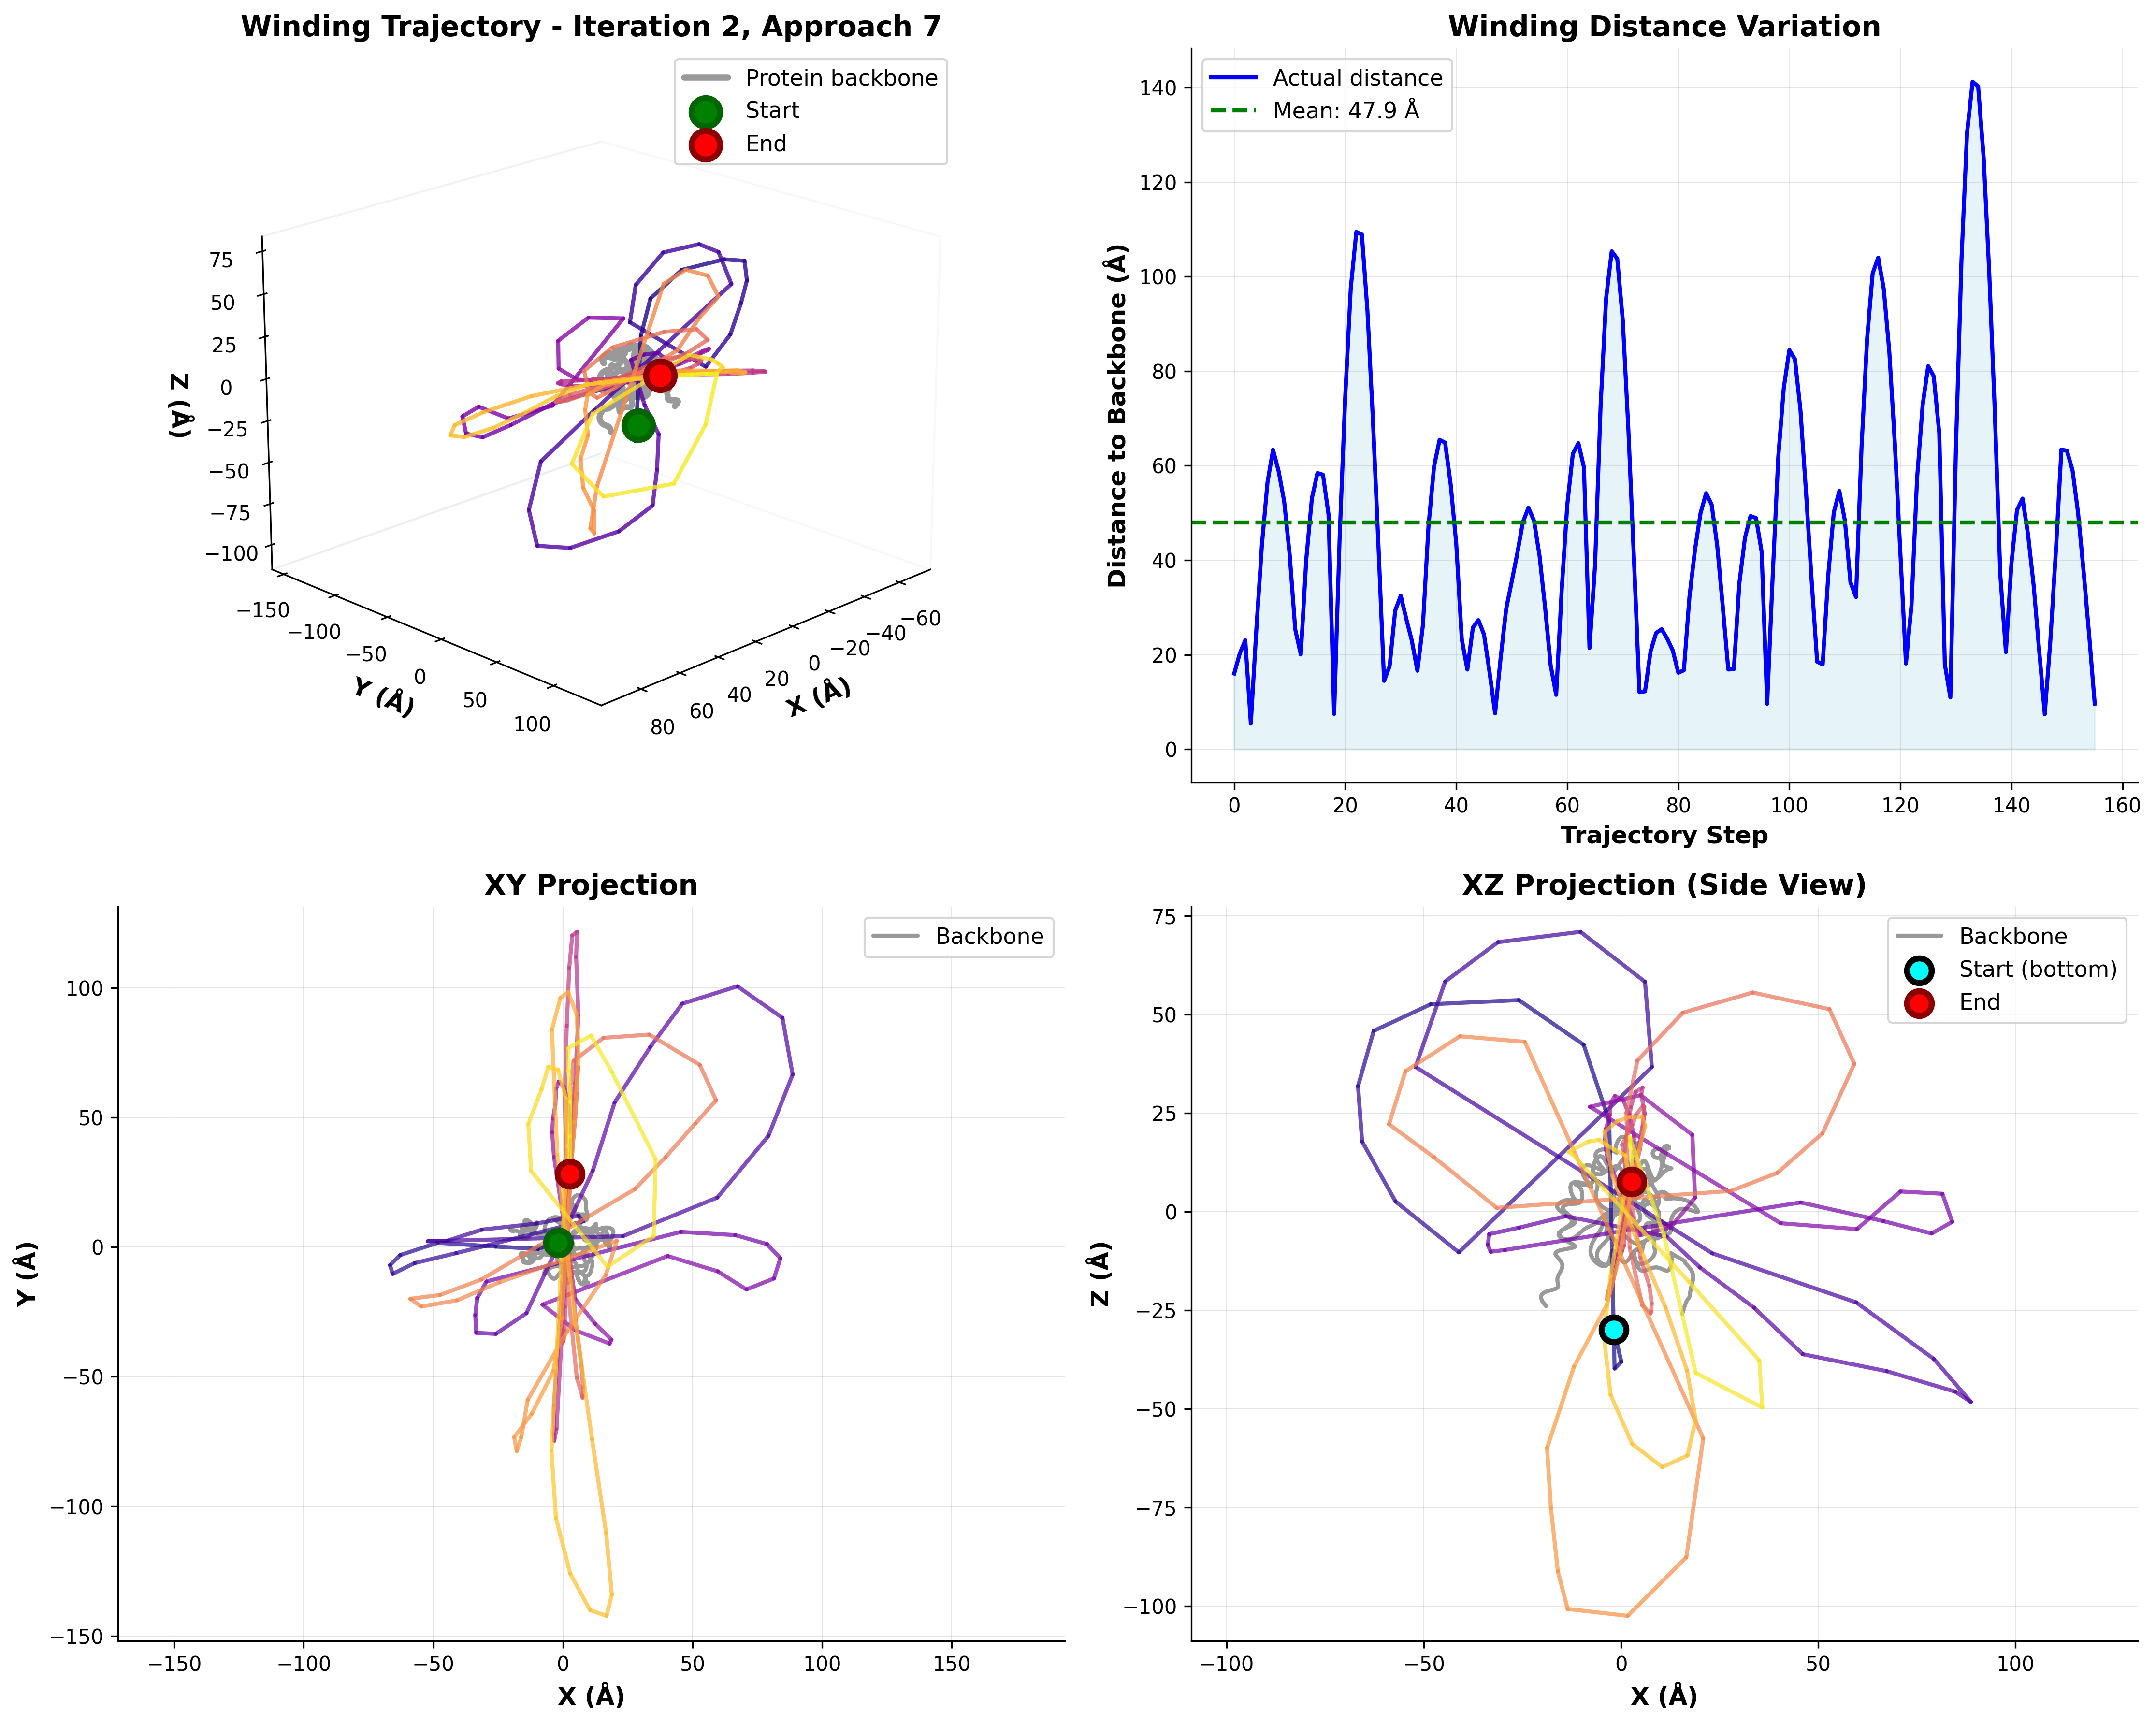 Winding Trajectory - Iteration 2, Approach 7
Protein backbone
Start
End
75
50
25
0
−25
−50
−75
−100
Z (Å)
−150
−100
−50
0
50
100
Y (Å)
80
60
40
20
0
−20
−40
−60
X (Å)
Winding Distance Variation
Actual distance
Mean: 47.9 Å
140
120
100
80
60
40
20
0
Distance to Backbone (Å)
0
20
40
60
80
100
120
140
160
Trajectory Step
XY Projection
Backbone
100
50
0
−50
−100
−150
Y (Å)
−150
−100
−50
0
50
100
150
X (Å)
XZ Projection (Side View)
Backbone
Start (bottom)
End
75
50
25
0
−25
−50
−75
−100
Z (Å)
−100
−50
0
50
100
X (Å)